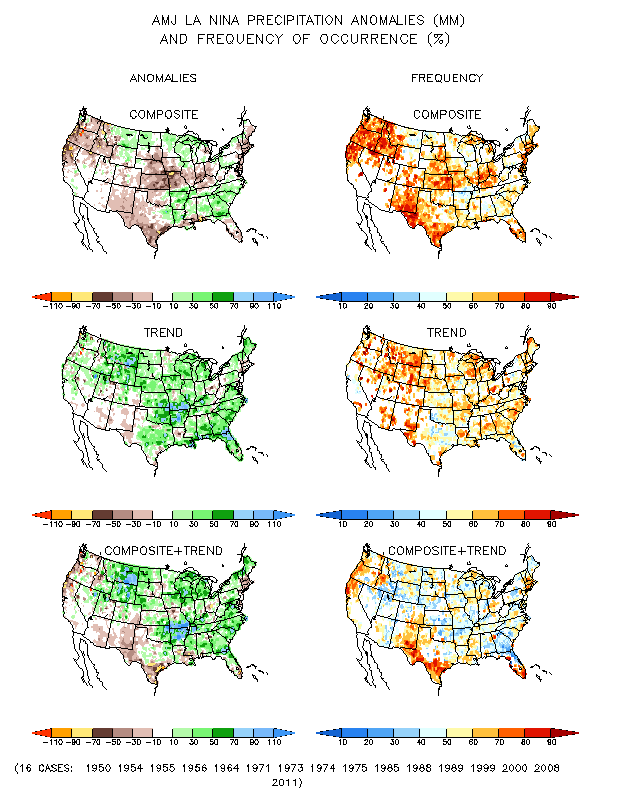 AMJ LA NINA PRECIPITATION ANOMALIES (MM)
AND FREQUENCY OF OCCURRENCE (%)
ANOMALIES FREQUENCY
COMPOSITE COMPOSITE
-110 -90 -70 -50 -30 -10 10 30 50 70 90 110 10 20 30 40 50 60 70 80 90
TREND TREND
-110 -90 -70 -50 -30 -10 10 30 50 70 90 110 10 20 30 40 50 60 70 80 90
COMPOSITE+TREND COMPOSITE+TREND
-110 -90 -70 -50 -30 -10 10 30 50 70 90 110 10 20 30 40 50 60 70 80 90
(16 CASES: 1950 1954 1955 1956 1964 1971 1973 1974 1975 1985 1988 1989 1999 2000 2008
2011)